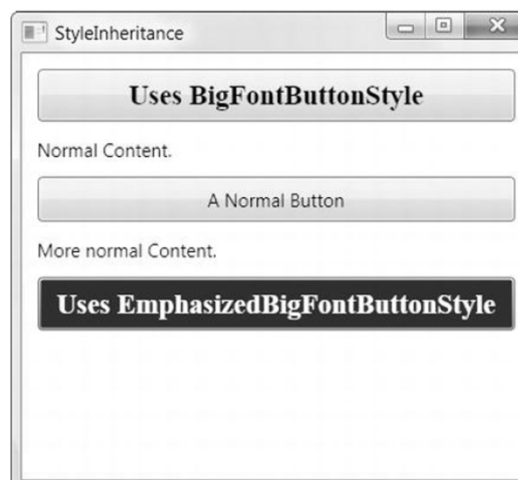 StyleInheritance
Uses BigFontButtonStyle
Normal Content.
A Normal Button
More normal Content.
Uses EmphasizedBigFontButtonStyle